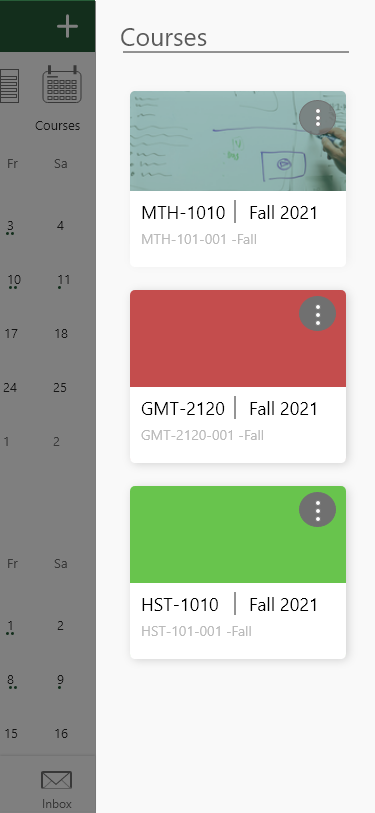 Courses
Courses
Fr Sa
3 4
10 11
17 18
24 25
1 2
Fr Sa
1 2
8 9
15 16
Inbox
MTH-1010 | Fall 2021
MTH-101-001 -Fall
GMT-2120 | Fall 2021
GMT-2120-001 -Fall
HST-1010 | Fall 2021
HST-101-001 -Fall